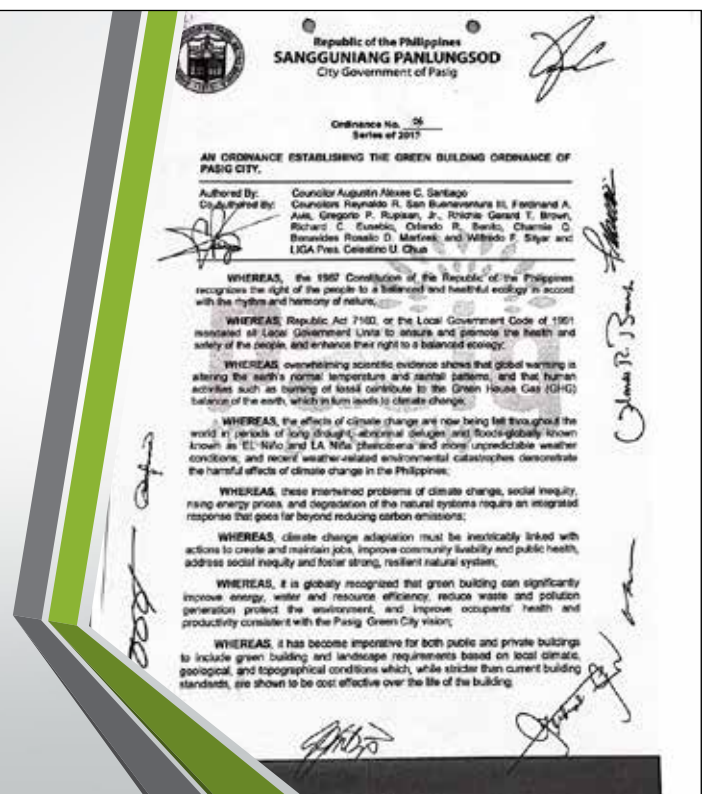 Republic of the Philippines
SANGGUNIANG PANLUNGSOD
City Government of Pasig
Ordinance No. 06
Series of 2015
AN ORDINANCE ESTABLISHING THE GREEN BUILDING ORDINANCE OF
PASIG CITY.
Authored By: Councilor Augustin Alexee C. Santiago
Co-Authored By: Councilors Reynaldo R. San Buenaventura III, Ferdinand A.
Avis, Gregorio P. Rupisan, Jr., Rhichie Gerard T. Brown,
Richard C. Eusebio, Orlando R. Benito, Charmie Q.
Benavides Rosalio D. Martires, and Wilfredo F. Sityar and
LIGA Pres. Celestino U. Chua
WHEREAS, the 1987 Constitution of the Republic of the Philippines
recognizes the right of the people to a balanced and healthful ecology in accord
with the rhythm and harmony of nature;
WHEREAS, Republic Act 7160, or the Local Government Code of 1991
mandated all Local Government Units to ensure and promote the health and
safety of the people, and enhance their right to a balanced ecology;
WHEREAS, overwhelming scientific evidence shows that global warming is
altering the earth's normal temperature and rainfall patterns, and that human
activities such as burning of fossil contribute to the Green House Gas (GHG)
balance of the earth, which in turn leads to climate change;
WHEREAS, the effects of climate change are now being felt throughout the
world in periods of long drought, abnormal deluges and floods-globally known
known as EL Niño and LA Niña phenomena and more unpredictable weather
conditions; and recent weather-related environmental catastrophes demonstrate
the harmful effects of climate change in the Philippines;
WHEREAS, these intertwined problems of climate change, social inequity,
rising energy prices, and degradation of the natural systems require an integrated
response that goes far beyond reducing carbon emissions;
WHEREAS, climate change adaptation must be inextricably linked with
actions to create and maintain jobs, improve community livability and public health,
address social inequity and foster strong, resilient natural system;
WHEREAS, it is globally recognized that green building can significantly
improve energy, water and resource efficiency, reduce waste and pollution
generation protect the environment, and improve occupants' health and
productivity consistent with the Pasig Green City vision;
WHEREAS, it has become imperative for both public and private buildings
to include green building and landscape requirements based on local climatic,
geological, and topographical conditions which, while stricter than current building
standards, are shown to be cost effective over the life of the building